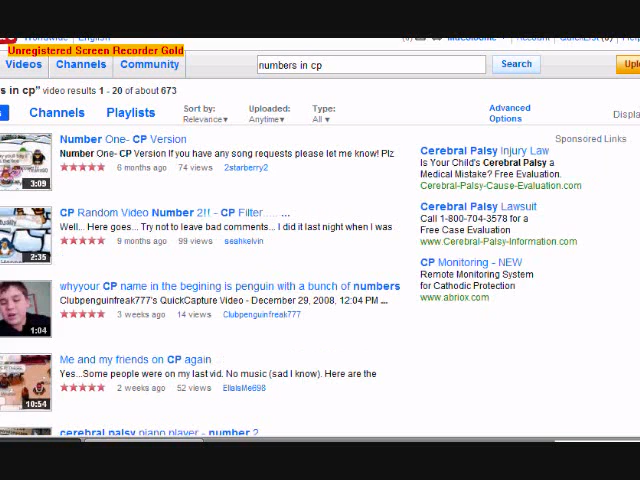 Worldwide English
Unregistered Screen Recorder Gold
Videos Channels Community
numbers in cp
Search
s in cp" video results 1 - 20 of about 673
Channels Playlists
Sort by:
Relevance▾
Uploaded:
Anytime▾
Type:
All ▾
Advanced
Options
Sponsored Links
Number One- CP Version
Number One- CP Version If you have any song requests please let me know! Plz
6 months ago 74 views 2starberry2
3:09
CP Random Video Number 2!! - CP Filter ... ...
Well... Here goes... Try not to leave bad comments... I did it last night when I was
9 months ago 99 views seahkelvin
2:35
whyyour CP name in the begining is penguin with a bunch of numbers
Clubpenguinfreak777's QuickCapture Video - December 29, 2008, 12:04 PM ...
3 weeks ago 14 views Clubpenguinfreak777
1:04
Me and my friends on CP again
Yes...Some people were on my last vid. No music (sad I know). Here are the
2 weeks ago 52 views EllaIsMe698
10:54
cerebral palsy piano player - number 2
Cerebral Palsy Injury Law
Is Your Child's Cerebral Palsy a
Medical Mistake? Free Evaluation.
Cerebral-Palsy-Cause-Evaluation.com
Cerebral Palsy Lawsuit
Call 1-800-704-3578 for a
Free Case Evaluation
www.Cerebral-Palsy-Information.com
CP Monitoring - NEW
Remote Monitoring System
for Cathodic Protection
www.abriox.com